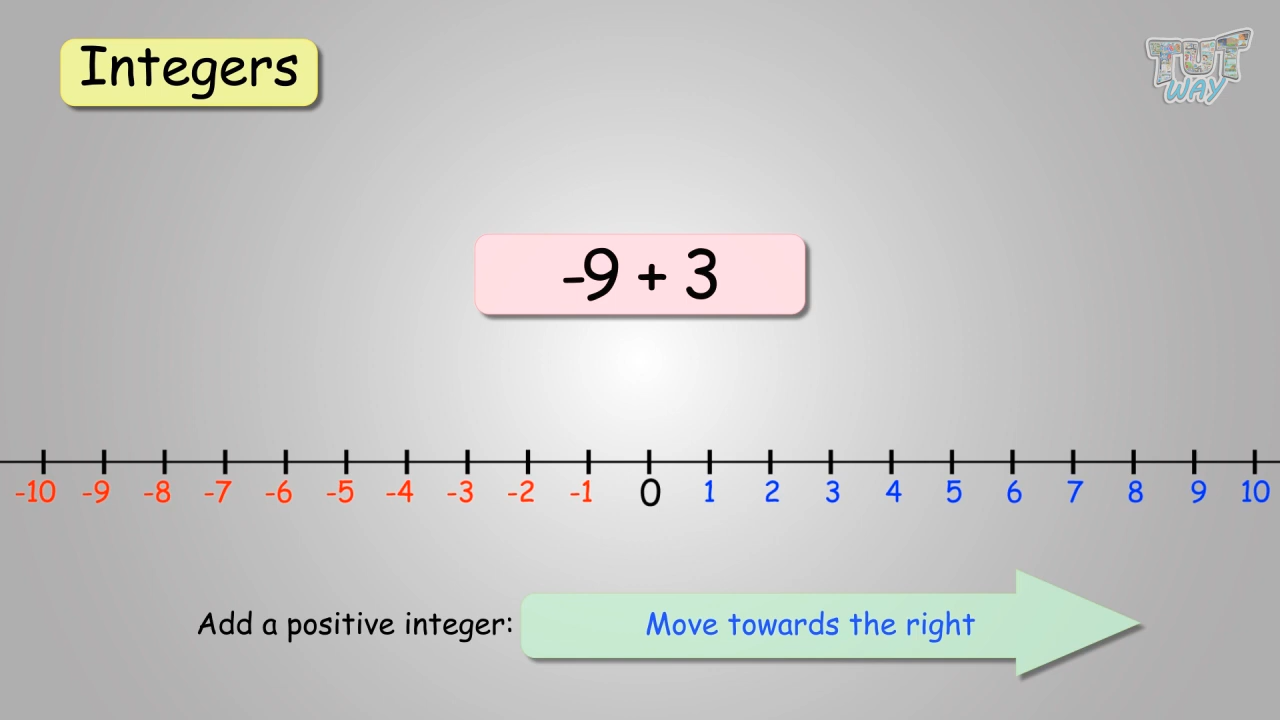 Integers
TUT
WAY
-9 + 3
-10 -9 -8 -7 -6 -5 -4 -3 -2 -1 0 1 2 3 4 5 6 7 8 9 10
Add a positive integer: Move towards the right